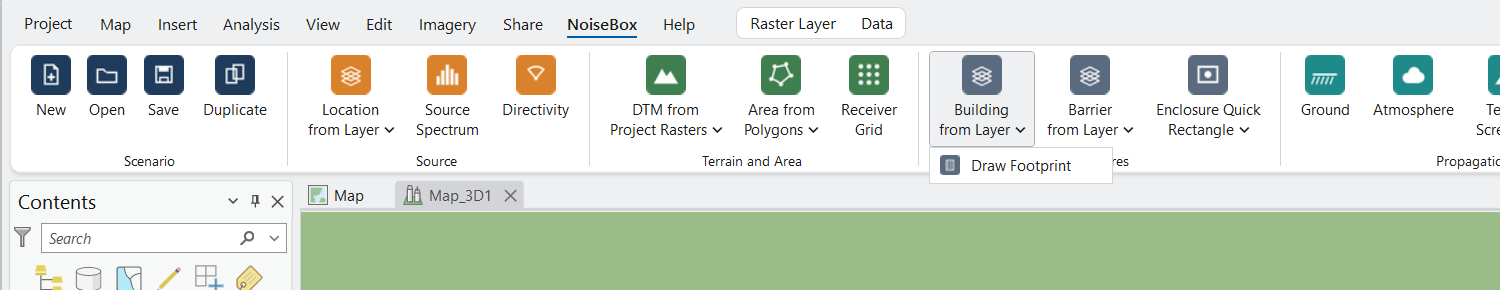 Project Map Insert Analysis View Edit Imagery Share NoiseBox Help Raster Layer Data
New Open Save Duplicate
Scenario
Location from Layer
Source Spectrum
Directivity
Source
DTM from Project Rasters
Area from Polygons
Receiver Grid
Terrain and Area
Building from Layer
Barrier from Layer
Enclosure Quick Rectangle
Draw Footprint
Ground Atmosphere
Contents
Search
Map Map_3D1